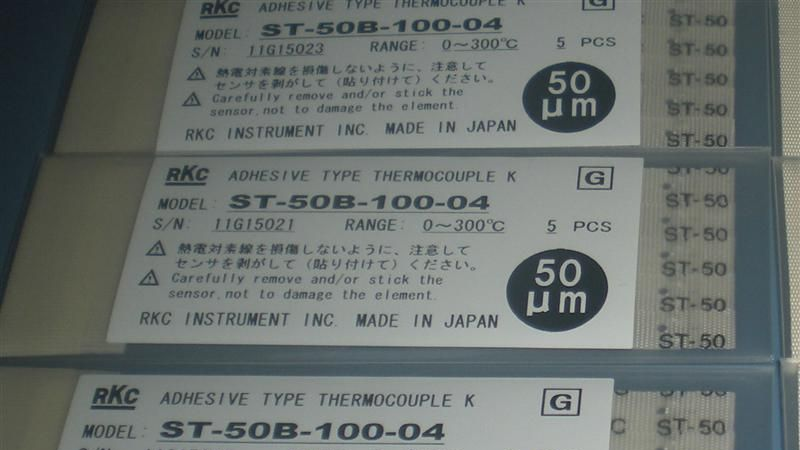 RKC ADHESIVE TYPE THERMOCOUPLE K G
MODEL: ST-50B-100-04
S/N: 11G15023 RANGE: 0~300℃ 5 PCS
⚠ 熱電対素線を損傷しないように、注意して
センサを剥がして(貼り付けて)ください。
⚠ Carefully remove and/or stick the
sensor,not to damage the element.
50
μm
RKC INSTRUMENT INC. MADE IN JAPAN
ST-50
ST-50
ST-50
ST-50
ST-50
RKC ADHESIVE TYPE THERMOCOUPLE K G
MODEL: ST-50B-100-04
S/N: 11G15021 RANGE: 0~300℃ 5 PCS
⚠ 熱電対素線を損傷しないように、注意して
センサを剥がして(貼り付けて)ください。
⚠ Carefully remove and/or stick the
sensor,not to damage the element.
50
μm
RKC INSTRUMENT INC. MADE IN JAPAN
ST-50
ST-50
ST-50
ST-50
ST-50
ST-50
RKC ADHESIVE TYPE THERMOCOUPLE K G
MODEL: ST-50B-100-04
C ST-50